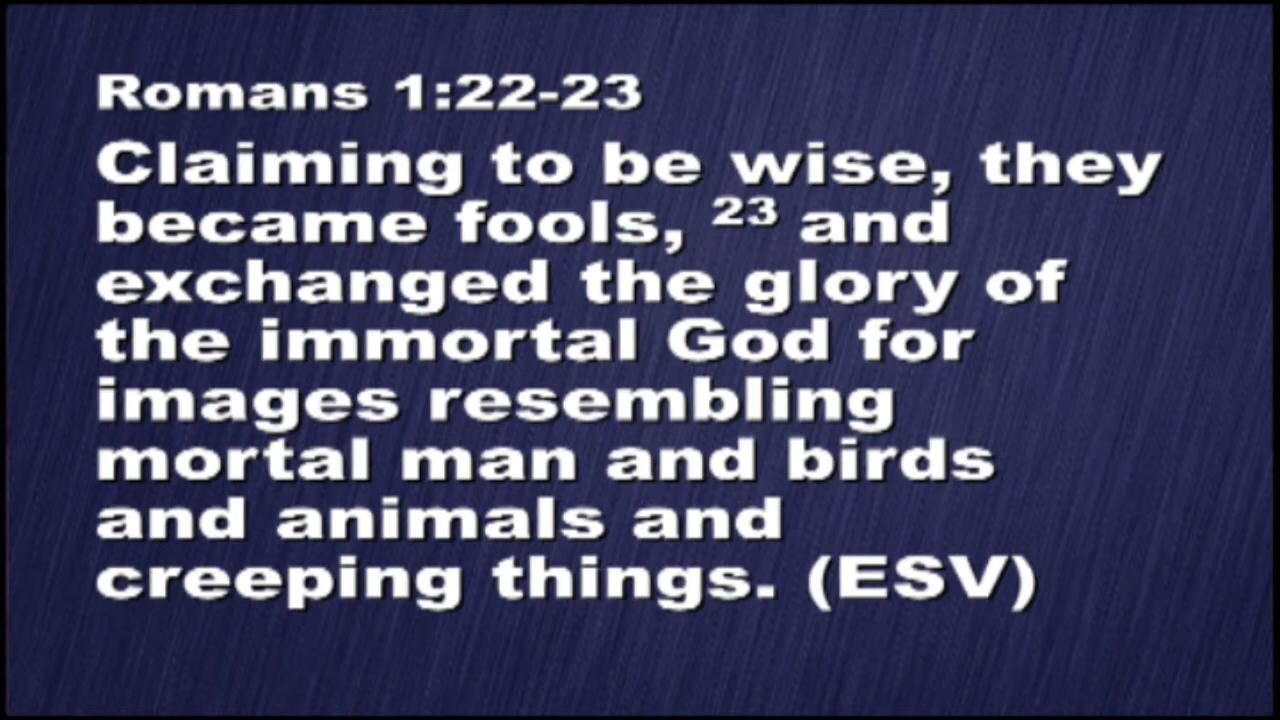 Romans 1:22-23
Claiming to be wise, they
became fools, 23 and
exchanged the glory of
the immortal God for
images resembling
mortal man and birds
and animals and
creeping things. (ESV)